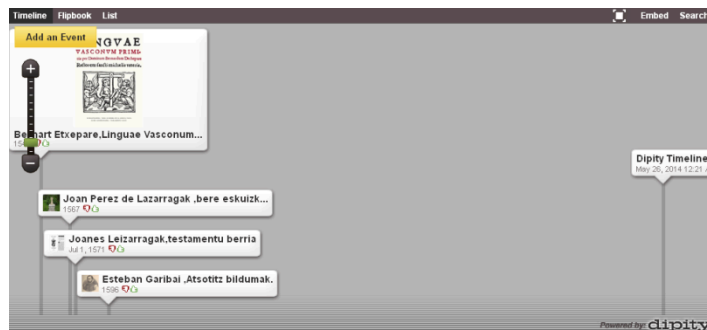 Timeline Flipbook List
Embed Search
Add an Event
LINGVAE
VASCONVM PRIMI-
Bernart Etxepare,Linguae Vasconum...
Joan Perez de Lazarragak ,bere eskuizk...
1567
Joanes Leizarragak,testamentu berria
Jul 1, 1571
Esteban Garibai ,Atsotitz bildumak.
1596
Dipity Timeline
May 26, 2014 12:21
Powered by: dipity